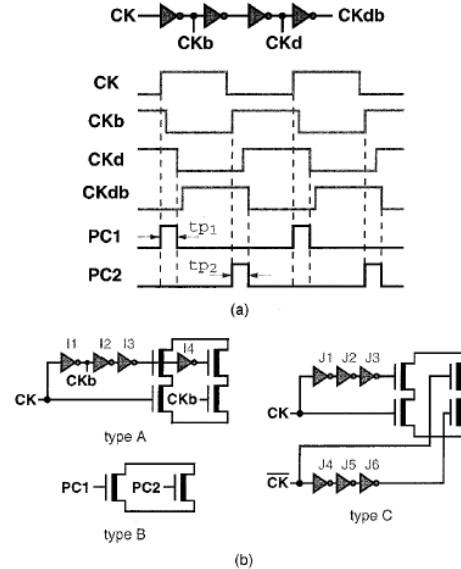 CK CKdb
CKb CKd
CK
CKb
CKd
CKdb
PC1 tp1
PC2 tp2
(a)
I1 I2 I3 I4
CKb
CK CKb
type A
J1 J2 J3
CK
CK
J4 J5 J6
type C
PC1 PC2
type B
(b)